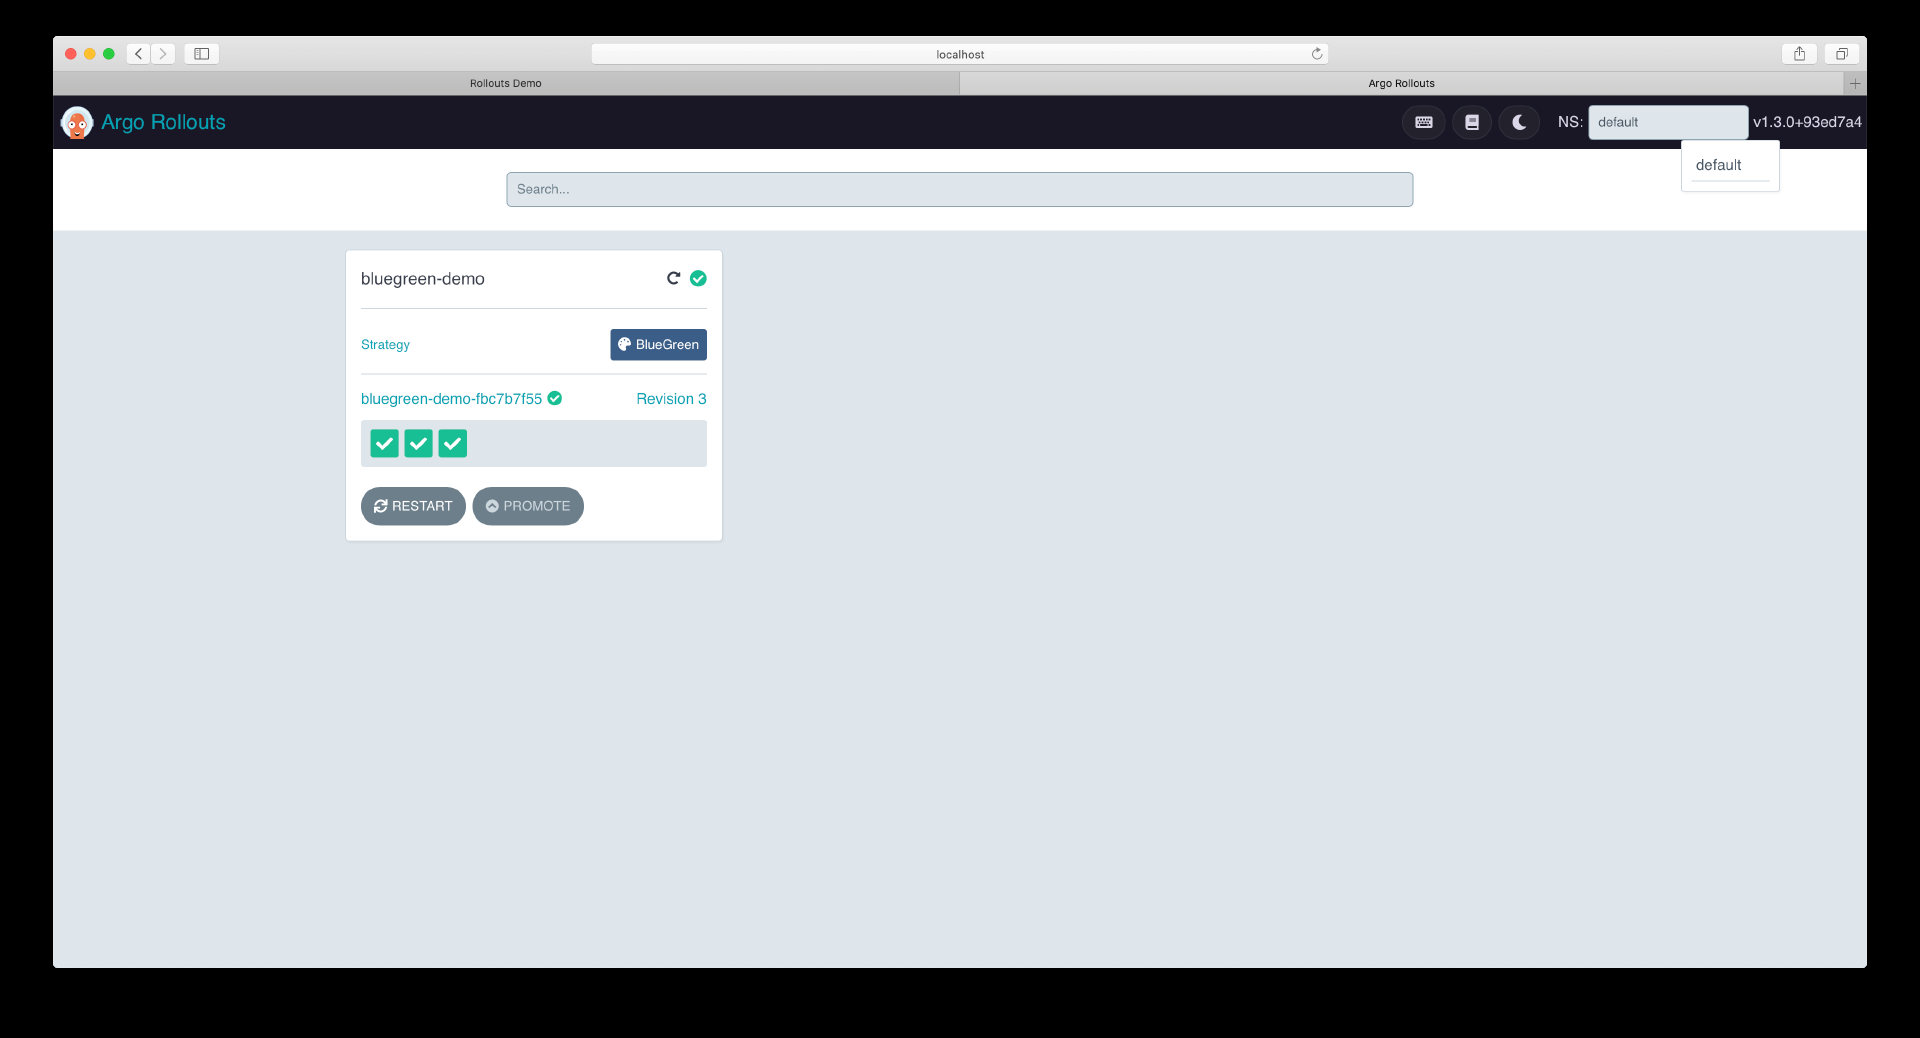 localhost
Rollouts Demo
Argo Rollouts
Argo Rollouts
NS:
default
v1.3.0+93ed7a4
default
Search...
bluegreen-demo
Strategy
BlueGreen
bluegreen-demo-fbc7b7f55
Revision 3
RESTART
PROMOTE